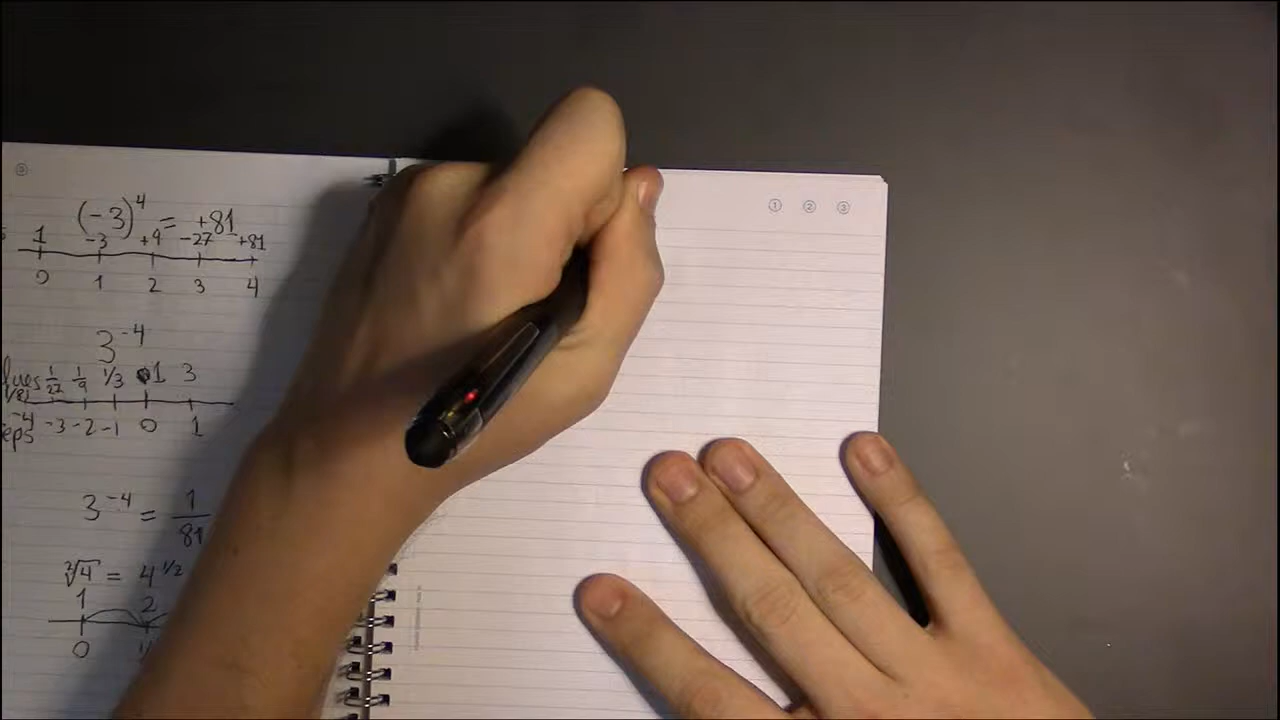 (-3)^4 = +81
1 -3 +9 -27 +81
0 1 2 3 4
3^-4
1/27 1/9 1/3 1 3
-4 -3 -2 -1 0 1
3^-4 = 1/81
²√4 = 4^1/2
1 2
0
① ② ③